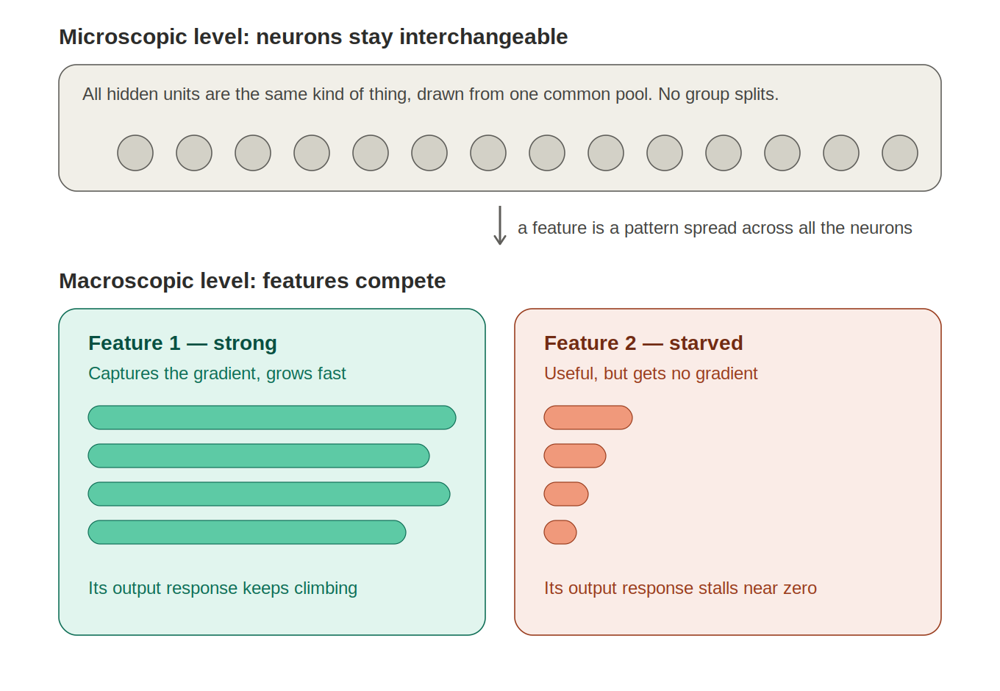 Microscopic level: neurons stay interchangeable
All hidden units are the same kind of thing, drawn from one common pool. No group splits.
a feature is a pattern spread across all the neurons
Macroscopic level: features compete
Feature 1 — strong
Captures the gradient, grows fast
Its output response keeps climbing
Feature 2 — starved
Useful, but gets no gradient
Its output response stalls near zero